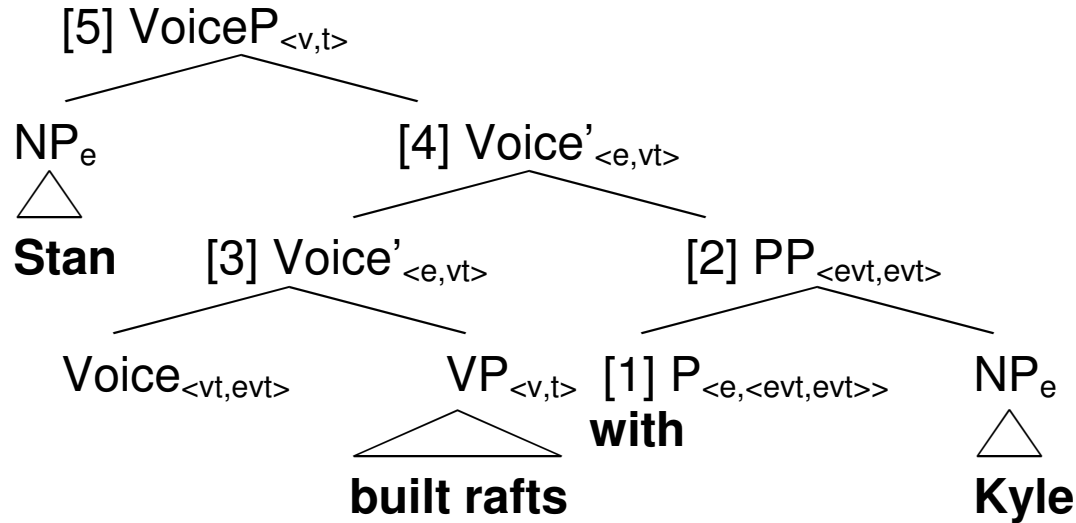 [5] VoiceP<v,t>
NPe [4] Voice'<e,vt>
Stan [3] Voice'<e,vt> [2] PP<evt,evt>
Voice<vt,evt> VP<v,t> [1] P<e,<evt,evt>> NPe
with
built rafts Kyle